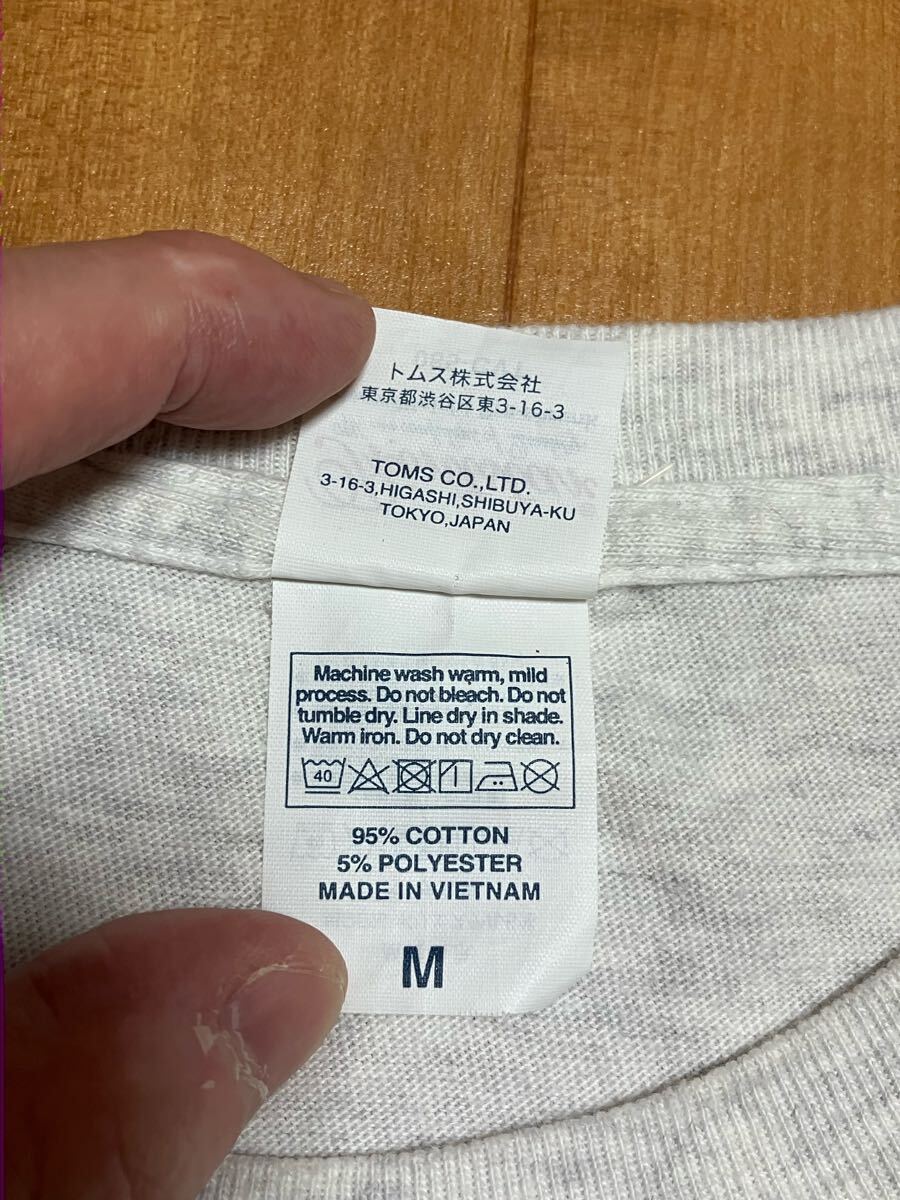 トムス株式会社
東京都渋谷区東3-16-3
TOMS CO.,LTD.
3-16-3,HIGASHI,SHIBUYA-KU
TOKYO,JAPAN
Machine wash warm, mild
process. Do not bleach. Do not
tumble dry. Line dry in shade.
Warm iron. Do not dry clean.
40
95% COTTON
5% POLYESTER
MADE IN VIETNAM
M